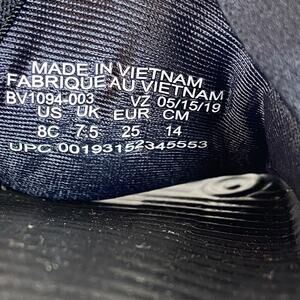 MADE IN VIETNAM
FABRIQUE AU VIETNAM
BV1094-003 VZ 05/15/19
US UK EUR CM
8C 7.5 25 14
UPC 00193152345553